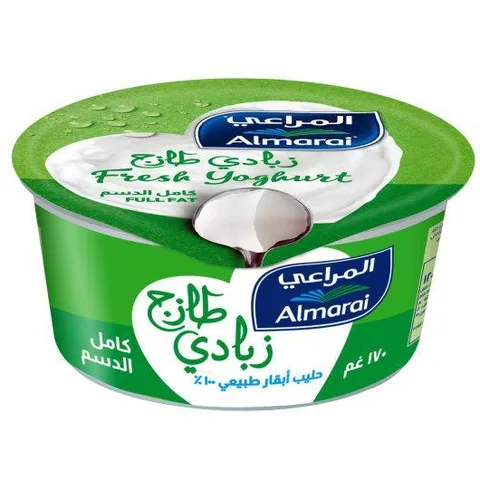 المراعي
Almarai
زبادي طازج
Fresh Yoghurt
كامل الدسم
FULL FAT
المراعي
Almarai
طازج
زبادي
كامل
الدسم
حليب أبقار طبيعي ١٠٠٪
١٧٠ غم